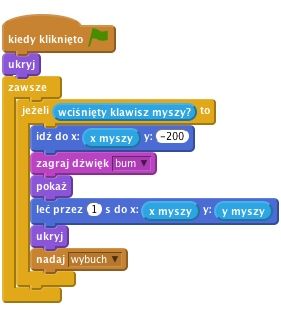 kiedy kliknięto
ukryj
zawsze
jeżeli wciśnięty klawisz myszy? to
idź do x: x myszy y: -200
zagraj dźwięk bum
pokaż
leć przez 1 s do x: x myszy y: y myszy
ukryj
nadaj wybuch